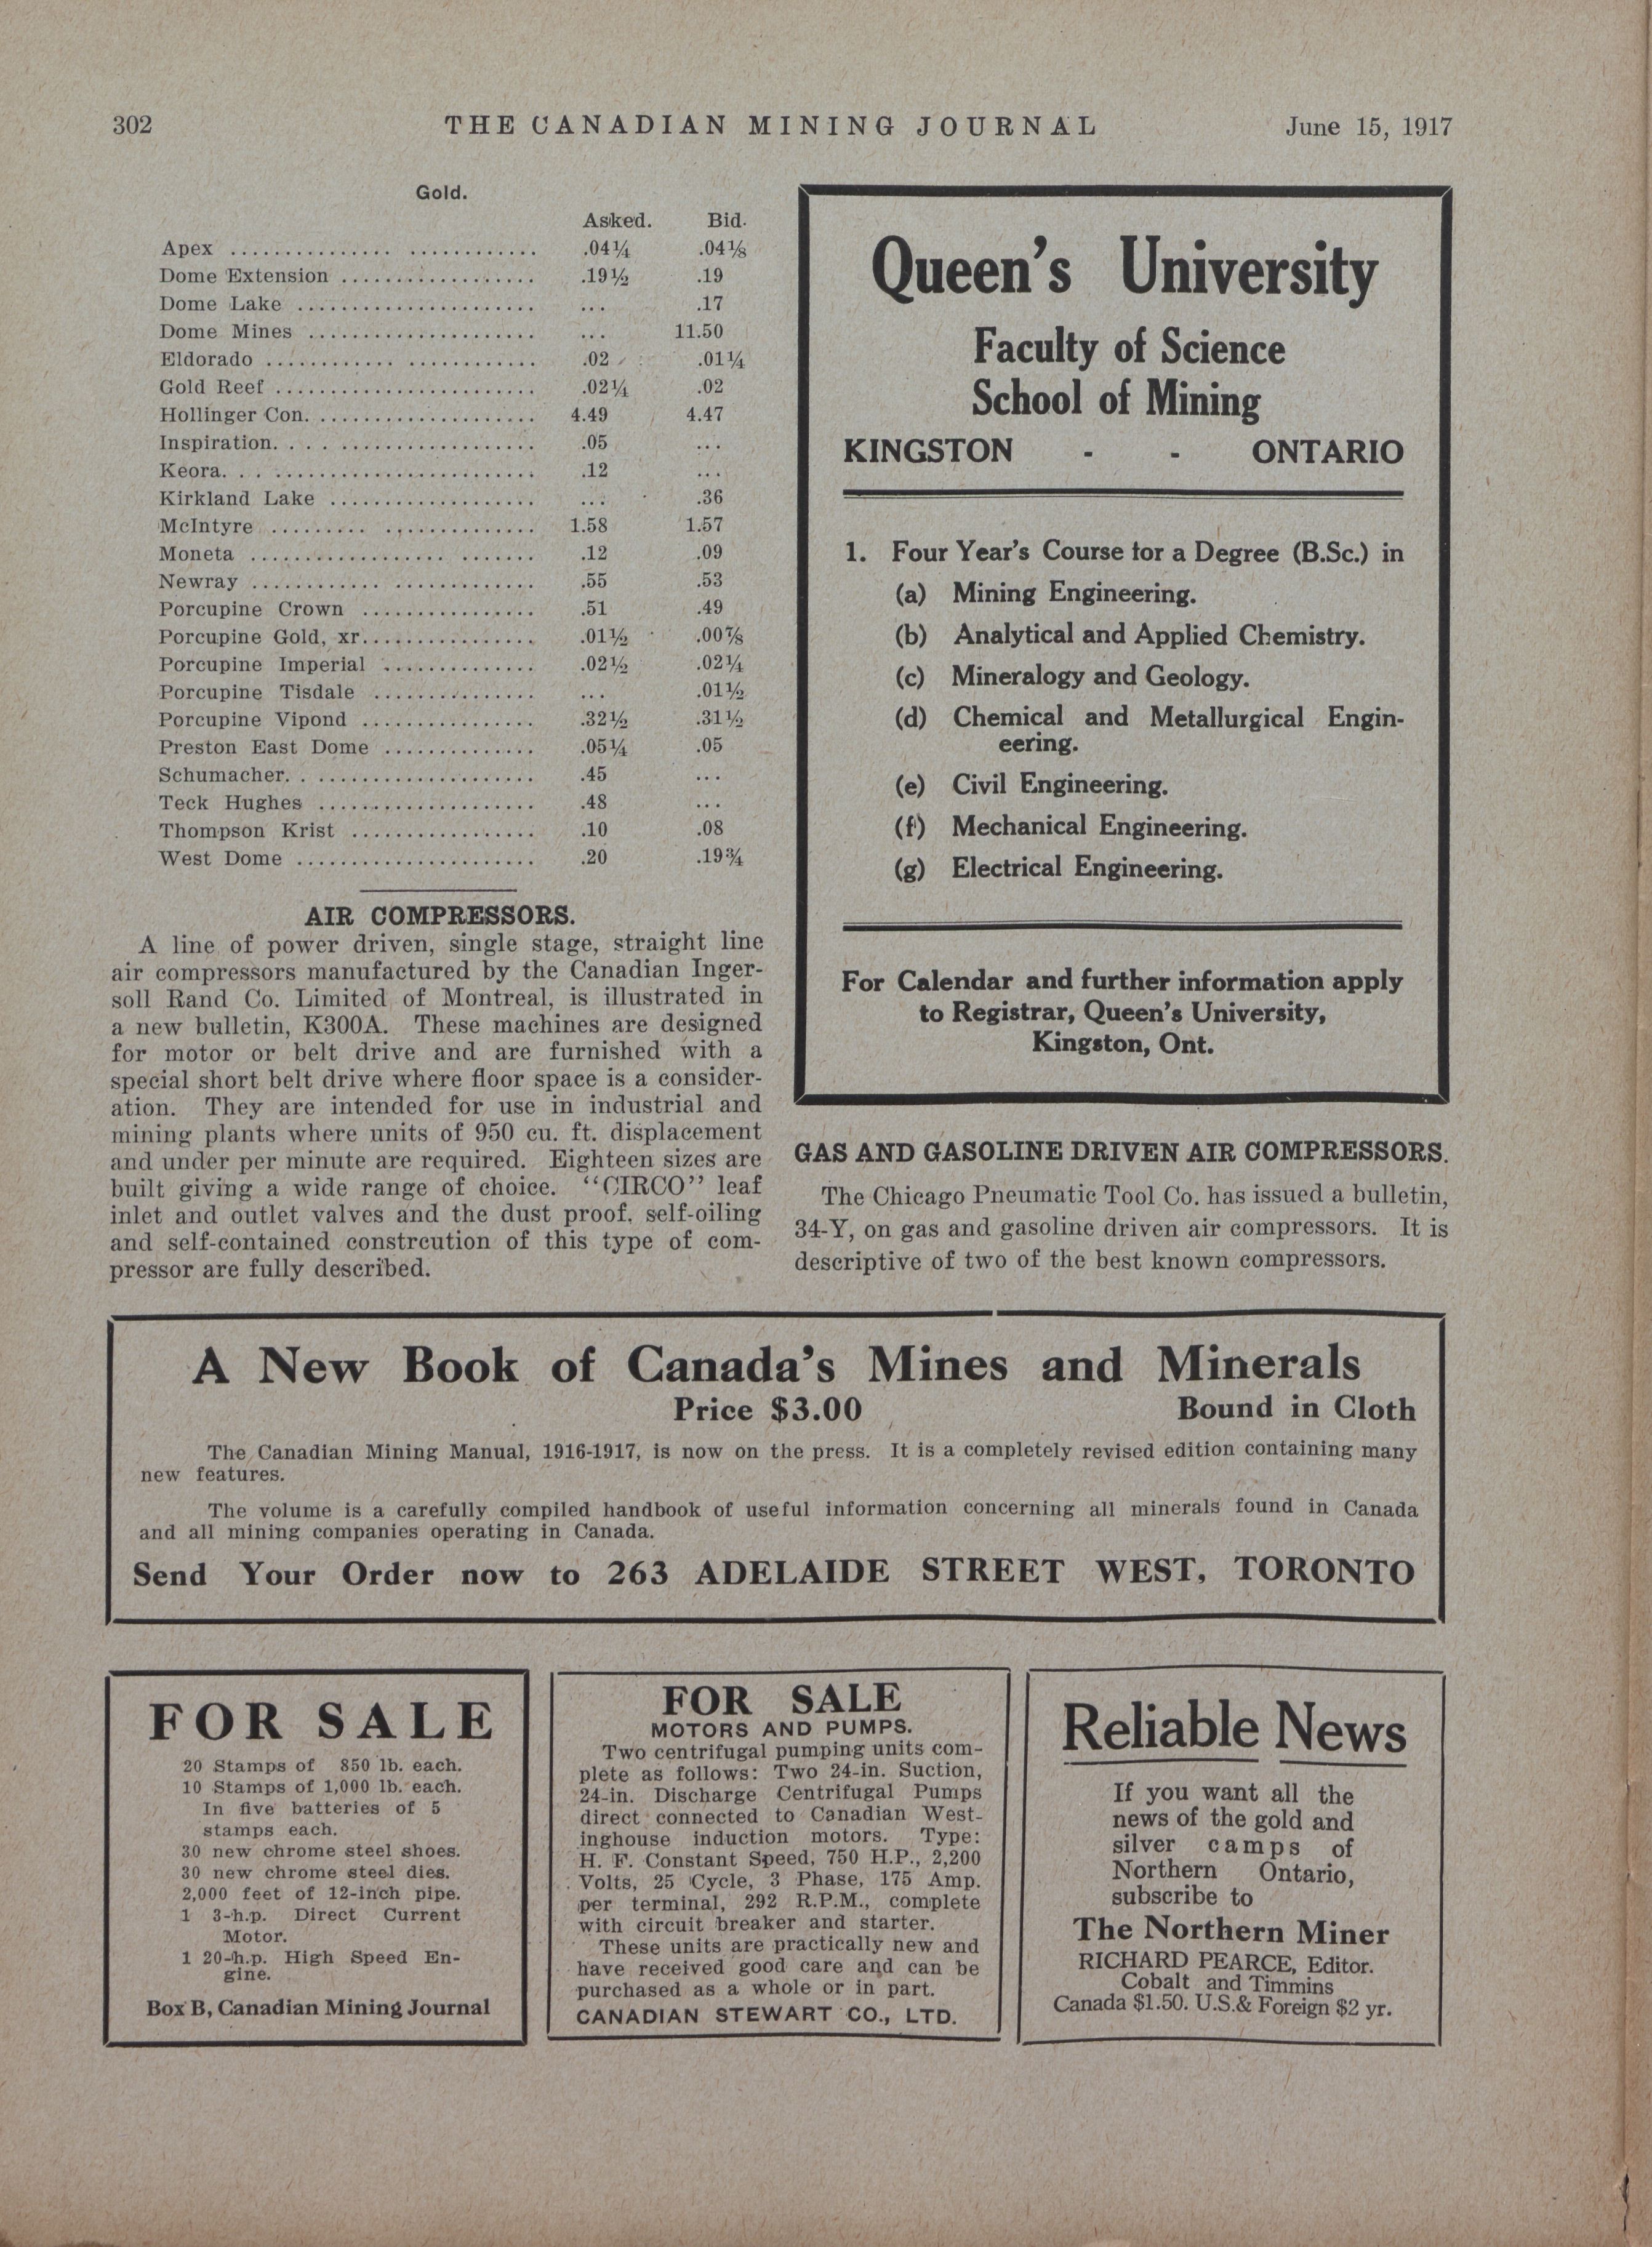 302
THE CANADIAN MINING JOURNAL
June 15, 1917
Gold.
Asked. Bid.
Apex .............. ............ .04¼ .04⅛
Dome Extension .................. .19½ .19
Dome Lake ...................... ... .17
Dome Mines ..................... ... 11.50
Eldorado ............ ............ .02 .01¼
Gold Reef ........................ .02¼ .02
Hollinger Con. .................... 4.49 4.47
Inspiration. . . . .................. .05 ...
Keora. . . ........................ .12 ...
Kirkland Lake ................... ... .36
McIntyre ......... .............. 1.58 1.57
Moneta .................. ....... .12 .09
Newray ............ ............. .55 .53
Porcupine Crown ................ .51 .49
Porcupine Gold, xr................ .01½ .00⅞
Porcupine Imperial .............. .02½ .02¼
Porcupine Tisdale ............... ... .01½
Porcupine Vipond ................ .32½ .31½
Preston East Dome .............. .05¼ .05
Schumacher. . .................... .45 ...
Teck Hughes .................... .48 ...
Thompson Krist ................. .10 .08
West Dome ...................... .20 .19¾
AIR COMPRESSORS.
A line of power driven, single stage, straight line
air compressors manufactured by the Canadian Inger-
soll Rand Co. Limited of Montreal, is illustrated in
a new bulletin, K300A. These machines are designed
for motor or belt drive and are furnished with a
special short belt drive where floor space is a consider-
ation. They are intended for use in industrial and
mining plants where units of 950 cu. ft. displacement
and under per minute are required. Eighteen sizes are
built giving a wide range of choice. "CIRCO" leaf
inlet and outlet valves and the dust proof, self-oiling
and self-contained constrcution of this type of com-
pressor are fully described.
Queen's University
Faculty of Science
School of Mining
KINGSTON - - ONTARIO
1. Four Year's Course for a Degree (B.Sc.) in
(a) Mining Engineering.
(b) Analytical and Applied Chemistry.
(c) Mineralogy and Geology.
(d) Chemical and Metallurgical Engin-
eering.
(e) Civil Engineering.
(f) Mechanical Engineering.
(g) Electrical Engineering.
For Calendar and further information apply
to Registrar, Queen's University,
Kingston, Ont.
GAS AND GASOLINE DRIVEN AIR COMPRESSORS.
The Chicago Pneumatic Tool Co. has issued a bulletin,
34-Y, on gas and gasoline driven air compressors. It is
descriptive of two of the best known compressors.
A New Book of Canada's Mines and Minerals
Price $3.00 Bound in Cloth
The Canadian Mining Manual, 1916-1917, is now on the press. It is a completely revised edition containing many
new features.
The volume is a carefully compiled handbook of useful information concerning all minerals found in Canada
and all mining companies operating in Canada.
Send Your Order now to 263 ADELAIDE STREET WEST, TORONTO
FOR SALE
20 Stamps of 850 lb. each.
10 Stamps of 1,000 lb. each.
In five batteries of 5
stamps each.
30 new chrome steel shoes.
30 new chrome steel dies.
2,000 feet of 12-inch pipe.
1 3-h.p. Direct Current
Motor.
1 20-h.p. High Speed En-
gine.
Box B, Canadian Mining Journal
FOR SALE
MOTORS AND PUMPS.
Two centrifugal pumping units com-
plete as follows: Two 24-in. Suction,
24-in. Discharge Centrifugal Pumps
direct connected to Canadian West-
inghouse induction motors. Type:
H. F. Constant Speed, 750 H.P., 2,200
Volts, 25 Cycle, 3 Phase, 175 Amp.
per terminal, 292 R.P.M., complete
with circuit breaker and starter.
These units are practically new and
have received good care and can be
purchased as a whole or in part.
CANADIAN STEWART CO., LTD.
Reliable News
If you want all the
news of the gold and
silver camps of
Northern Ontario,
subscribe to
The Northern Miner
RICHARD PEARCE, Editor.
Cobalt and Timmins
Canada $1.50. U.S.& Foreign $2 yr.